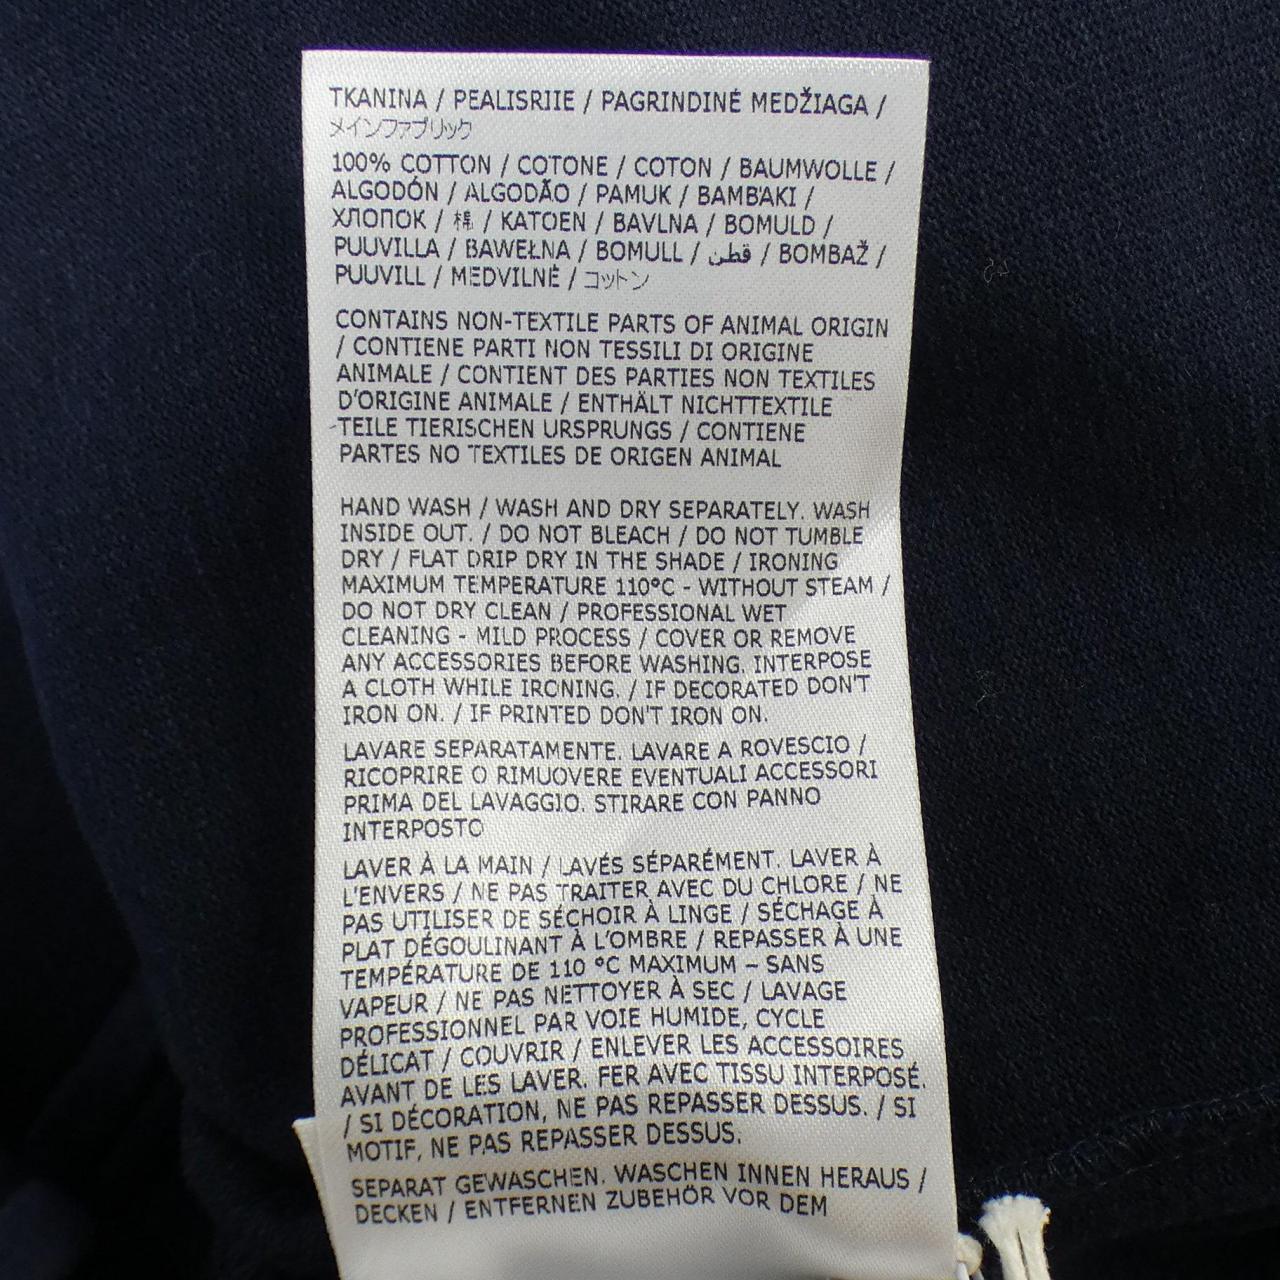 TKANINA / PEALISRIIE / PAGRINDINĖ MEDŽIAGA /
メインファブリック
100% COTTON / COTONE / COTON / BAUMWOLLE /
ALGODÓN / ALGODÃO / PAMUK / ΒΑΜΒΆΚΙ /
ХЛОПОК / 棉 / KATOEN / BAVLNA / BOMULD /
PUUVILLA / BAWEŁNA / BOMULL / قطن / BOMBAŽ /
PUUVILL / MEDVILNĖ / コットン
CONTAINS NON-TEXTILE PARTS OF ANIMAL ORIGIN
/ CONTIENE PARTI NON TESSILI DI ORIGINE
ANIMALE / CONTIENT DES PARTIES NON TEXTILES
D'ORIGINE ANIMALE / ENTHÄLT NICHTTEXTILE
TEILE TIERISCHEN URSPRUNGS / CONTIENE
PARTES NO TEXTILES DE ORIGEN ANIMAL
HAND WASH / WASH AND DRY SEPARATELY. WASH
INSIDE OUT. / DO NOT BLEACH / DO NOT TUMBLE
DRY / FLAT DRIP DRY IN THE SHADE / IRONING
MAXIMUM TEMPERATURE 110°C - WITHOUT STEAM /
DO NOT DRY CLEAN / PROFESSIONAL WET
CLEANING - MILD PROCESS / COVER OR REMOVE
ANY ACCESSORIES BEFORE WASHING. INTERPOSE
A CLOTH WHILE IRONING. / IF DECORATED DON'T
IRON ON. / IF PRINTED DON'T IRON ON.
LAVARE SEPARATAMENTE. LAVARE A ROVESCIO /
RICOPRIRE O RIMUOVERE EVENTUALI ACCESSORI
PRIMA DEL LAVAGGIO. STIRARE CON PANNO
INTERPOSTO
LAVER À LA MAIN / LAVÉS SÉPARÉMENT. LAVER À
L'ENVERS / NE PAS TRAITER AVEC DU CHLORE / NE
PAS UTILISER DE SÉCHOIR À LINGE / SÉCHAGE À
PLAT DÉGOULINANT À L'OMBRE / REPASSER À UNE
TEMPÉRATURE DE 110 °C MAXIMUM – SANS
VAPEUR / NE PAS NETTOYER À SEC / LAVAGE
PROFESSIONNEL PAR VOIE HUMIDE, CYCLE
DÉLICAT / COUVRIR / ENLEVER LES ACCESSOIRES
AVANT DE LES LAVER. FER AVEC TISSU INTERPOSÉ.
/ SI DÉCORATION, NE PAS REPASSER DESSUS. / SI
MOTIF, NE PAS REPASSER DESSUS.
SEPARAT GEWASCHEN. WASCHEN INNEN HERAUS /
DECKEN / ENTFERNEN ZUBEHÖR VOR DEM